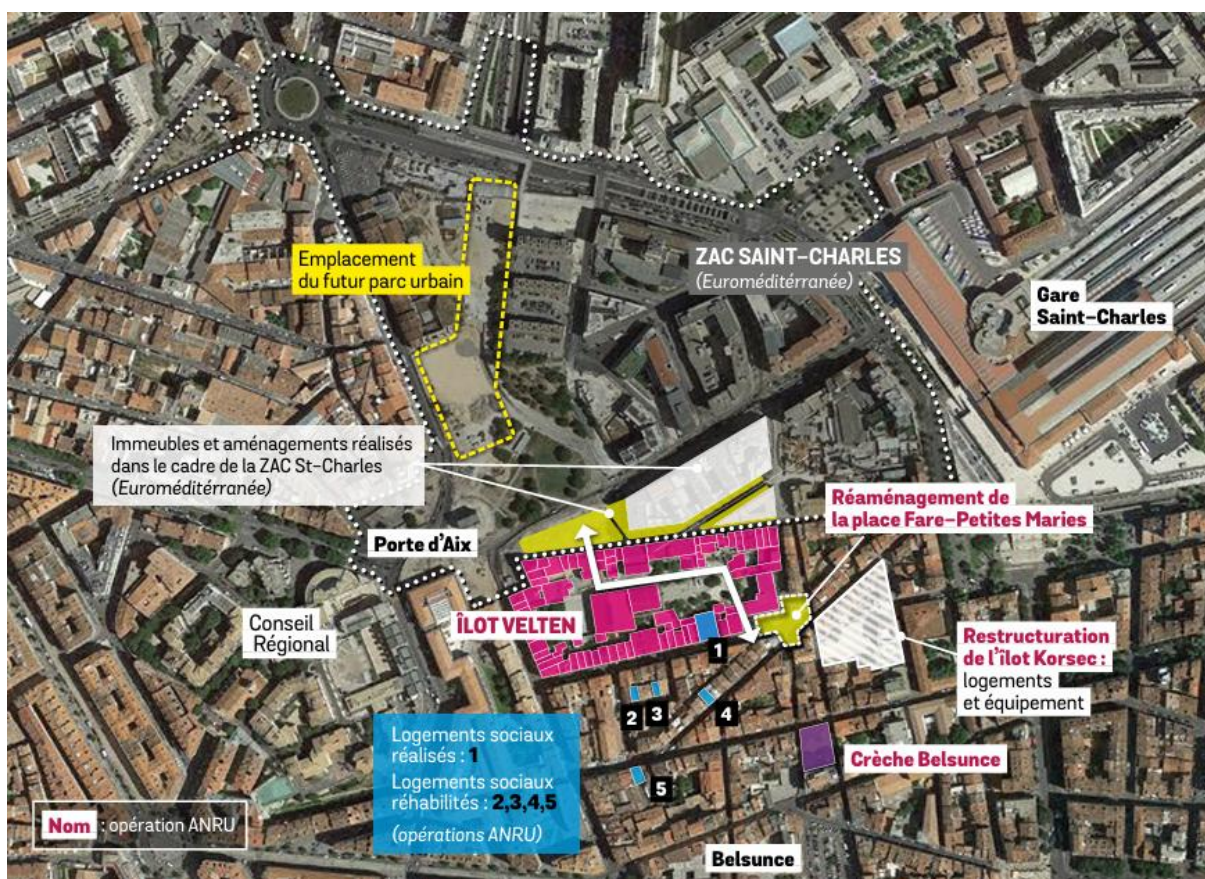 Emplacement
du futur parc urbain
ZAC SAINT-CHARLES
(Euroméditérranée)
Gare
Saint-Charles
Immeubles et aménagements réalisés
dans le cadre de la ZAC St-Charles
(Euroméditérranée)
Réaménagement de
la place Fare-Petites Maries
Porte d'Aix
Conseil
Régional
ÎLOT VELTEN
1
2
3
4
5
Restructuration
de l'îlot Korsec :
logements
et équipement
Logements sociaux
réalisés : 1
Logements sociaux
réhabilités : 2,3,4,5
(opérations ANRU)
Crèche Belsunce
Nom : opération ANRU
Belsunce